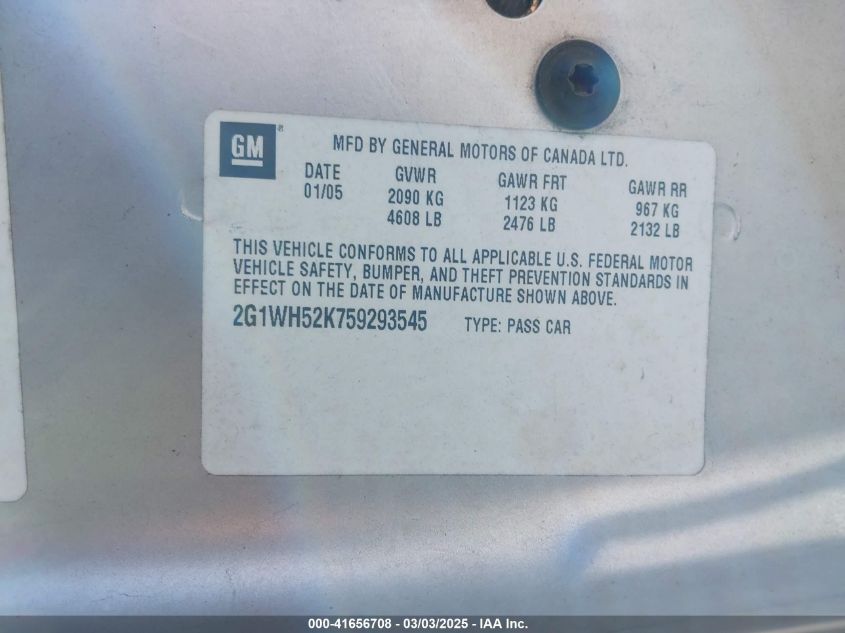 GM®
MFD BY GENERAL MOTORS OF CANADA LTD.
DATE GVWR GAWR FRT GAWR RR
01/05 2090 KG 1123 KG 967 KG
4608 LB 2476 LB 2132 LB
THIS VEHICLE CONFORMS TO ALL APPLICABLE U.S. FEDERAL MOTOR
VEHICLE SAFETY, BUMPER, AND THEFT PREVENTION STANDARDS IN
EFFECT ON THE DATE OF MANUFACTURE SHOWN ABOVE.
2G1WH52K759293545 TYPE: PASS CAR
000-41656708 - 03/03/2025 - IAA Inc.